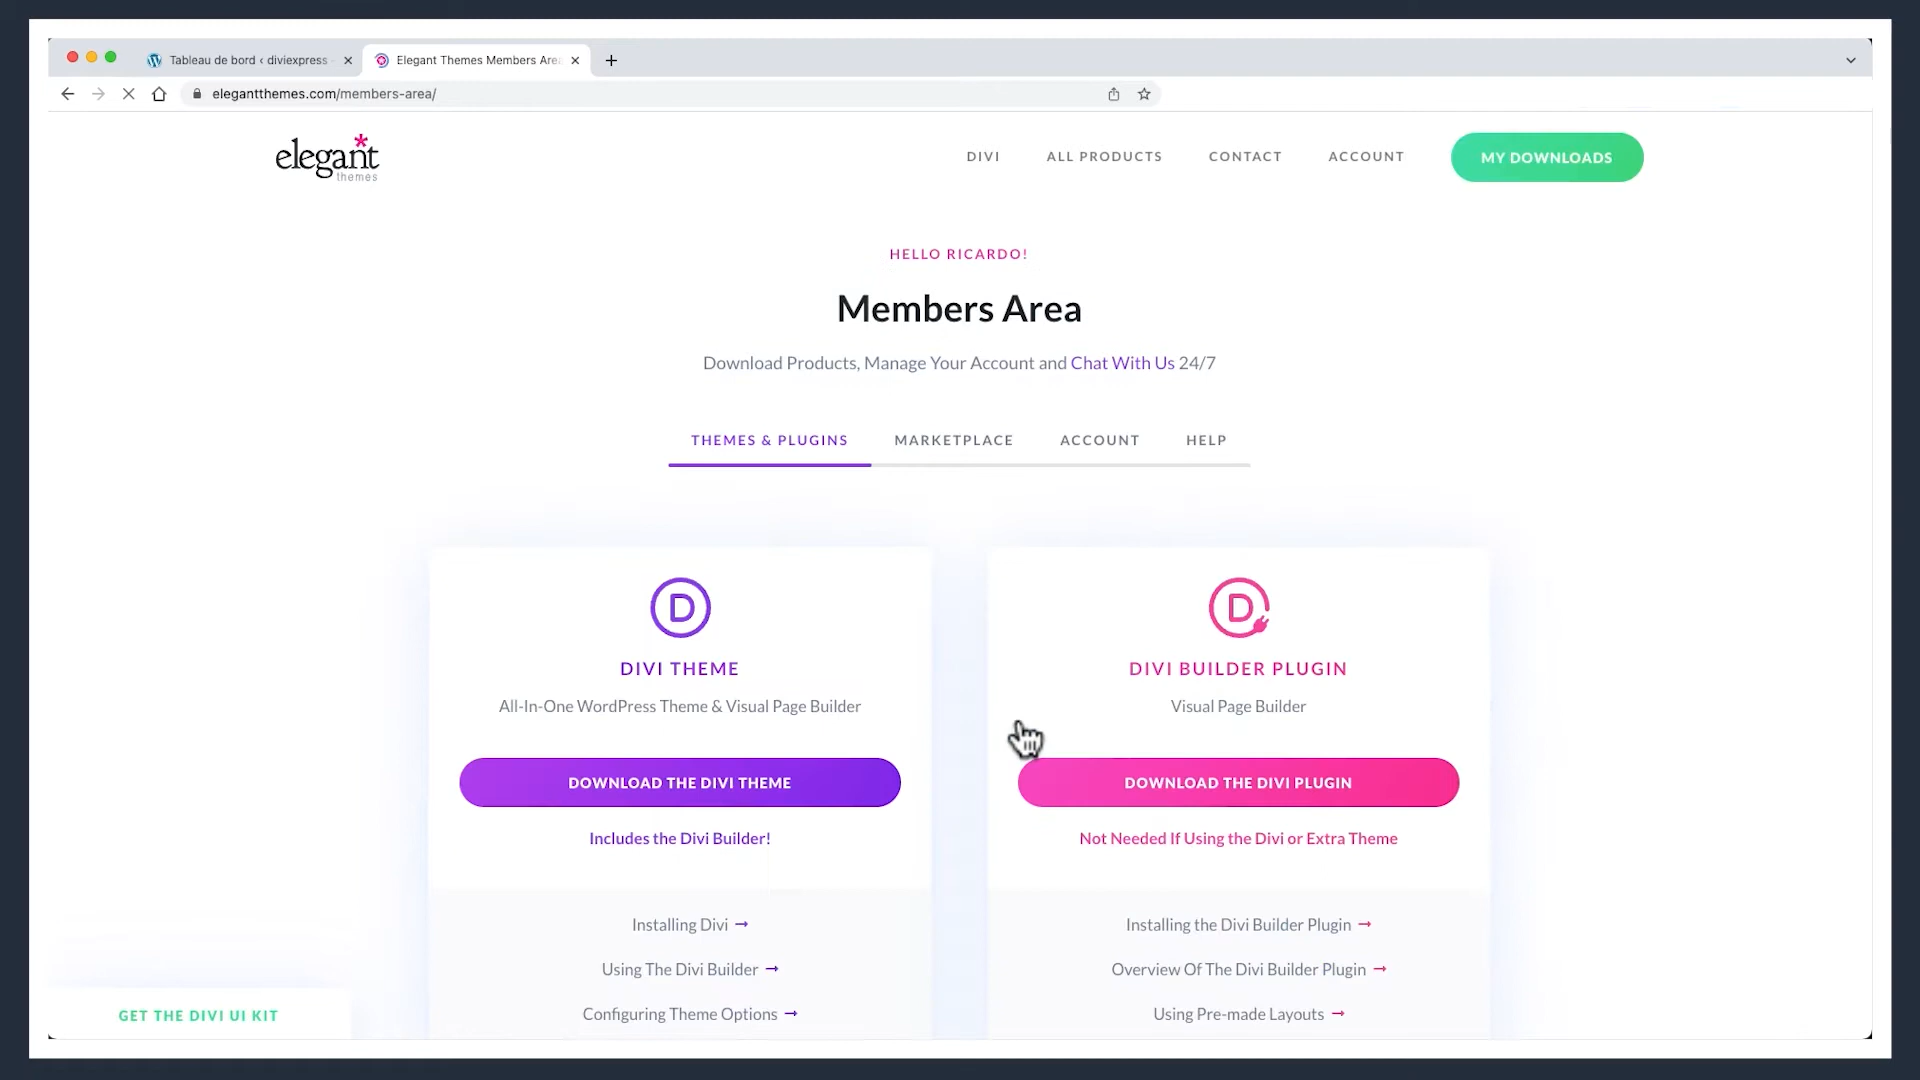 Tableau de bord ‹ diviexpress
Elegant Themes Members Area
elegantthemes.com/members-area/
elegant themes
DIVI
ALL PRODUCTS
CONTACT
ACCOUNT
MY DOWNLOADS
HELLO RICARDO!
Members Area
Download Products, Manage Your Account and Chat With Us 24/7
THEMES & PLUGINS
MARKETPLACE
ACCOUNT
HELP
DIVI THEME
All-In-One WordPress Theme & Visual Page Builder
DOWNLOAD THE DIVI THEME
Includes the Divi Builder!
Installing Divi →
Using The Divi Builder →
Configuring Theme Options →
DIVI BUILDER PLUGIN
Visual Page Builder
DOWNLOAD THE DIVI PLUGIN
Not Needed If Using the Divi or Extra Theme
Installing the Divi Builder Plugin →
Overview Of The Divi Builder Plugin →
Using Pre-made Layouts →
GET THE DIVI UI KIT